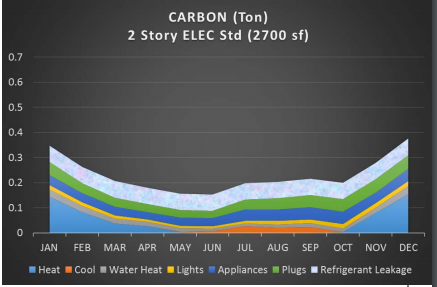 CARBON (Ton)
2 Story ELEC Std (2700 sf)
0.7
0.6
0.5
0.4
0.3
0.2
0.1
0
JAN FEB MAR APR MAY JUN JUL AUG SEP OCT NOV DEC
Heat Cool Water Heat Lights Appliances Plugs Refrigerant Leakage